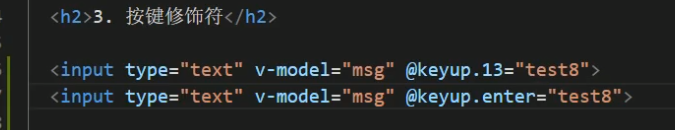 <h2>3. 按键修饰符</h2>
<input type="text" v-model="msg" @keyup.13="test8">
<input type="text" v-model="msg" @keyup.enter="test8">